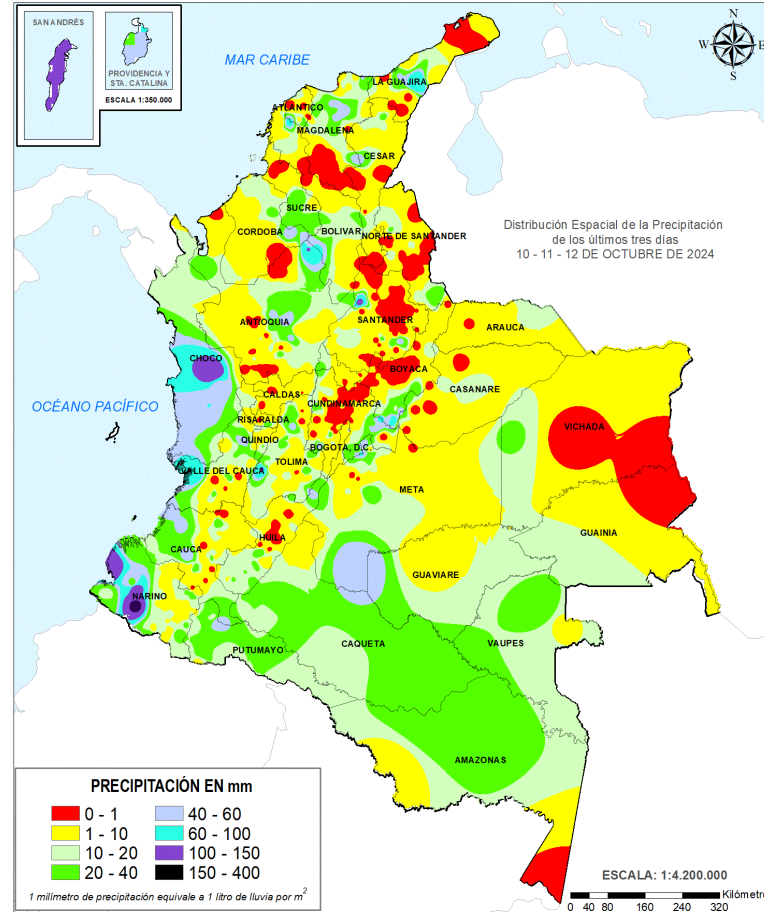 SAN ANDRÉS
PROVIDENCIA Y
STA. CATALINA
ESCALA 1:350.000
MAR CARIBE
N
W
E
S
LA GUAJIRA
ATLANTICO
MAGDALENA
CESAR
SUCRE
CORDOBA
BOLIVAR
NORTE DE SANTANDER
Distribución Espacial de la Precipitación
de los últimos tres días
10 - 11 - 12 DE OCTUBRE DE 2024
ANTIOQUIA
SANTANDER
ARAUCA
CHOCO
BOYACA
CASANARE
OCÉANO PACÍFICO
CALDAS
CUNDINAMARCA
RISARALDA
VICHADA
QUINDIO
BOGOTA, D.C.
TOLIMA
VALLE DEL CAUCA
META
GUAINIA
HUILA
CAUCA
GUAVIARE
NARINO
PUTUMAYO
CAQUETA
VAUPES
AMAZONAS
PRECIPITACIÓN EN mm
0 - 1
40 - 60
1 - 10
60 - 100
10 - 20
100 - 150
20 - 40
150 - 400
1 milímetro de precipitación equivale a 1 litro de lluvia por m2
ESCALA: 1:4.200.000
Kilómetro
0 40 80 160 240 320